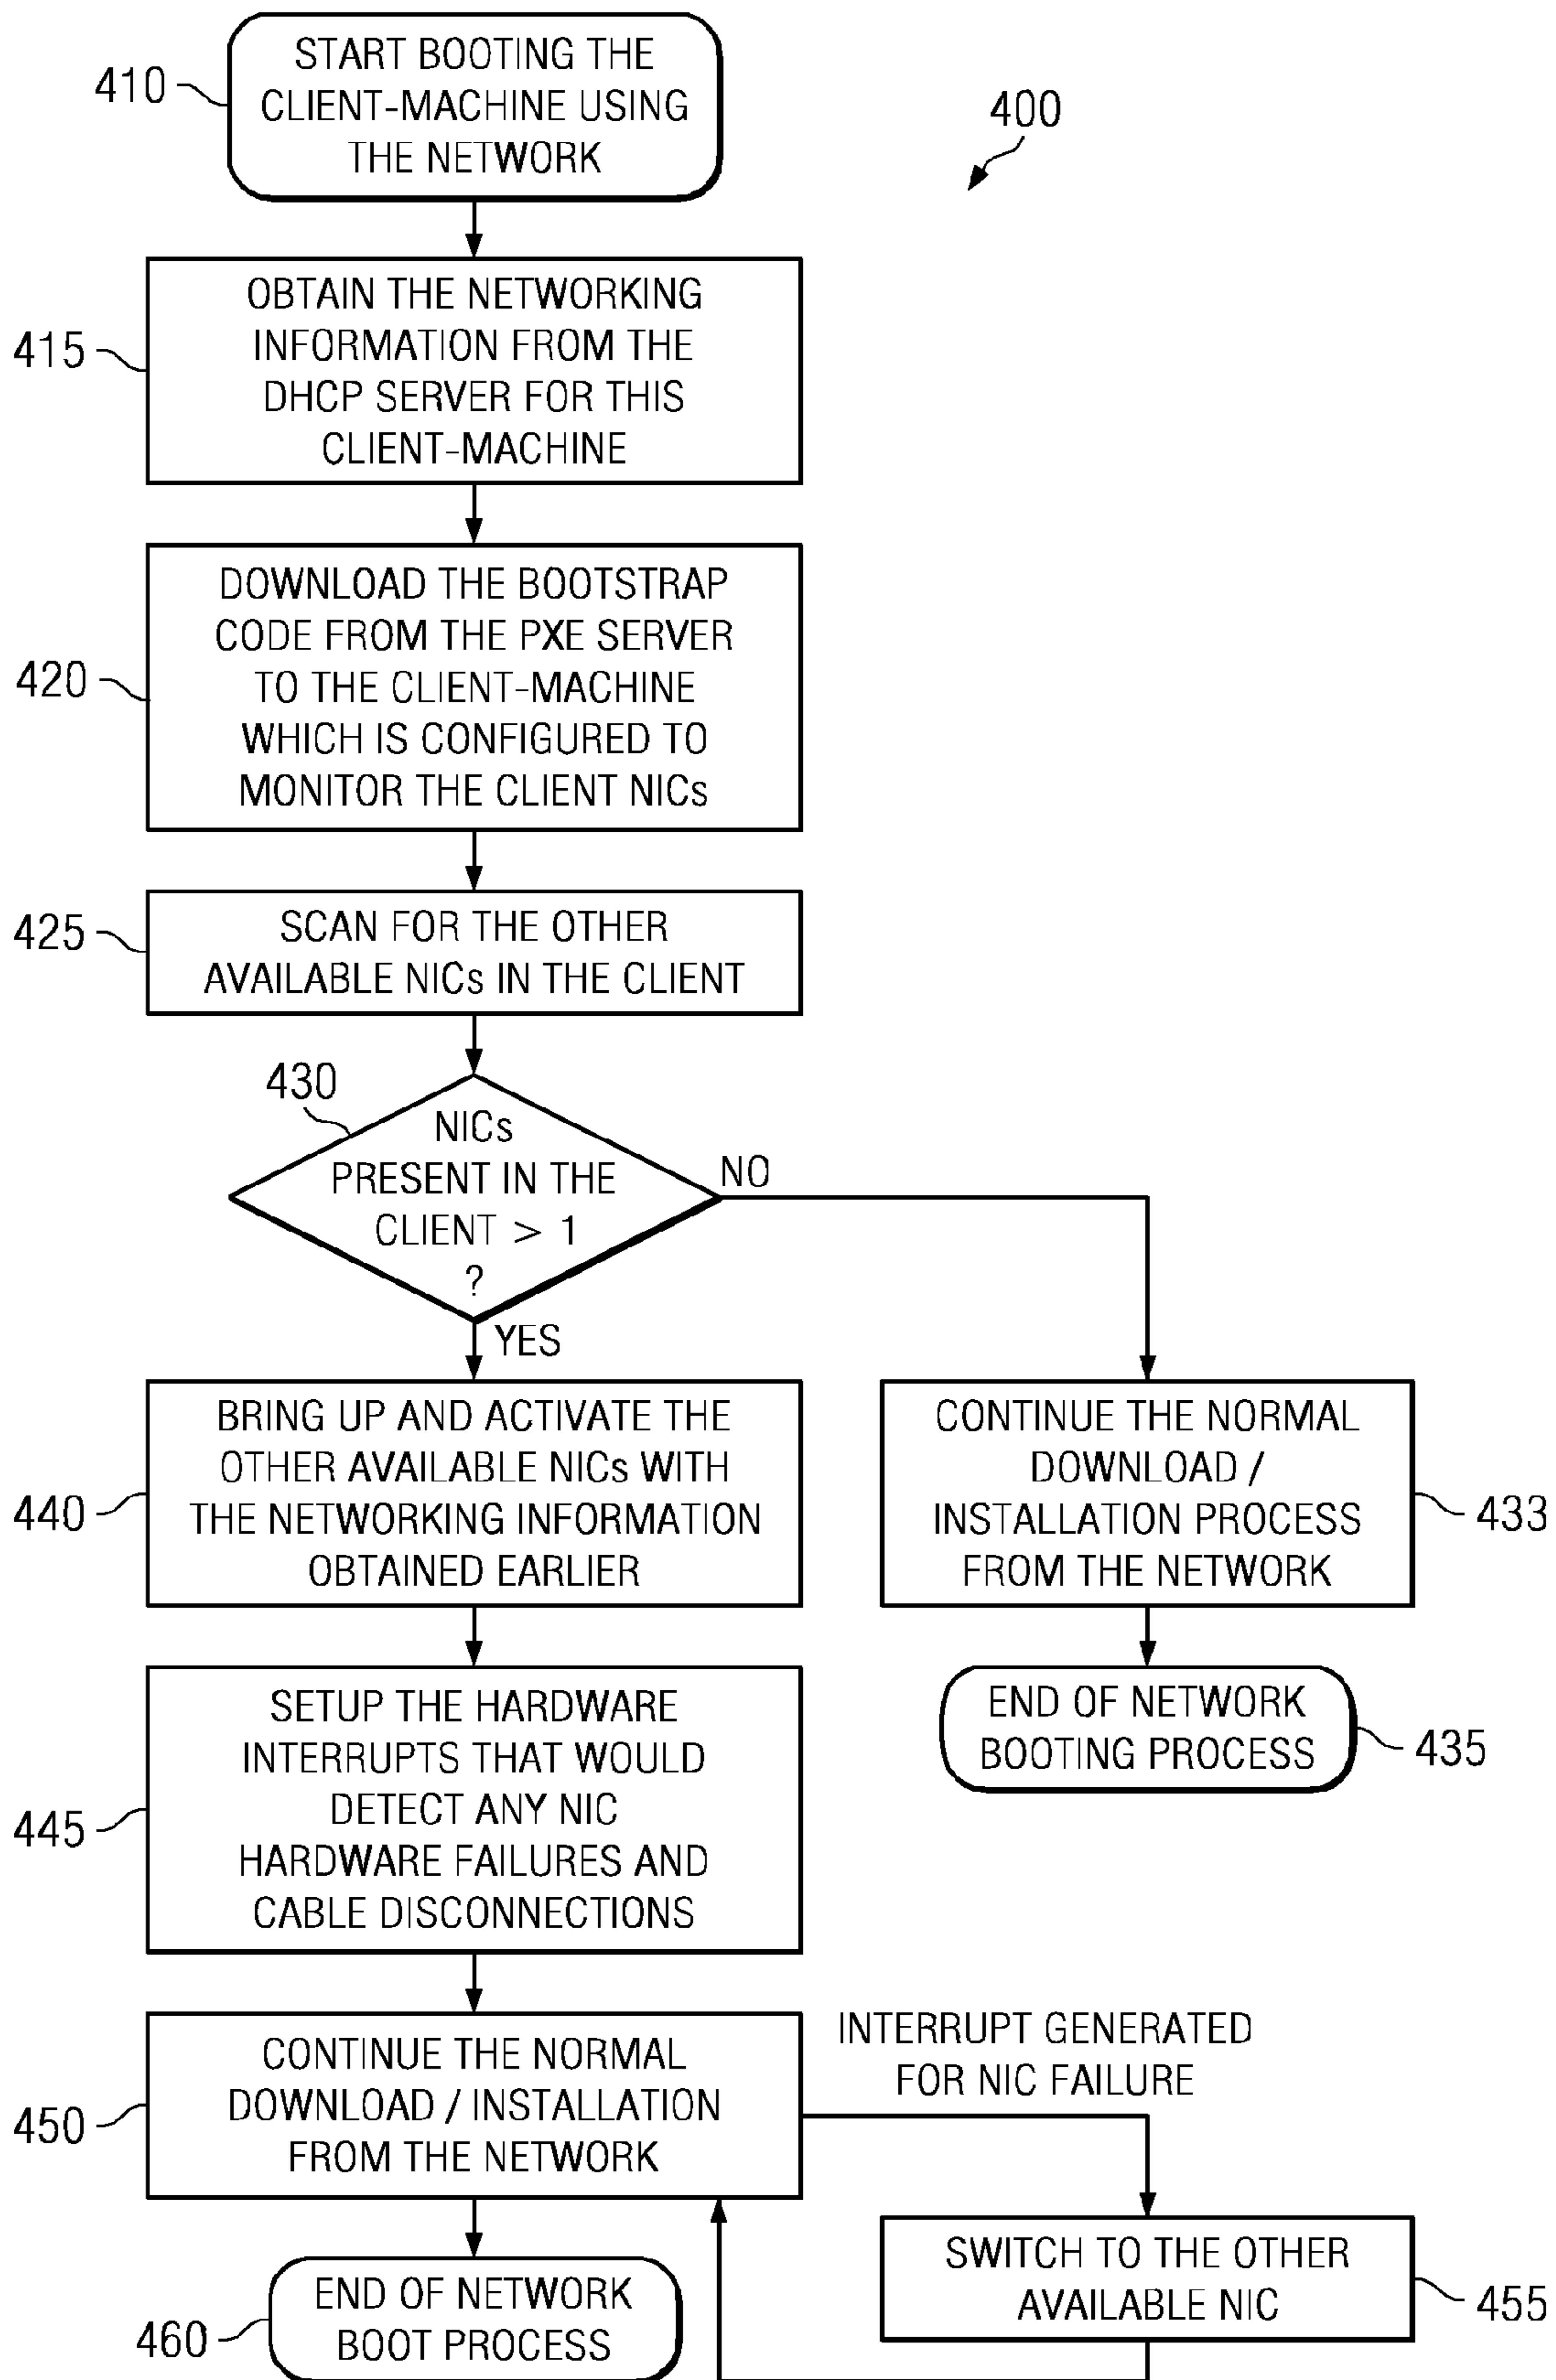 410
START BOOTING THE
CLIENT-MACHINE USING
THE NETWORK
400
415
OBTAIN THE NETWORKING
INFORMATION FROM THE
DHCP SERVER FOR THIS
CLIENT-MACHINE
420
DOWNLOAD THE BOOTSTRAP
CODE FROM THE PXE SERVER
TO THE CLIENT-MACHINE
WHICH IS CONFIGURED TO
MONITOR THE CLIENT NICs
425
SCAN FOR THE OTHER
AVAILABLE NICs IN THE CLIENT
430
NICs
PRESENT IN THE
CLIENT > 1
?
NO
YES
440
BRING UP AND ACTIVATE THE
OTHER AVAILABLE NICs WITH
THE NETWORKING INFORMATION
OBTAINED EARLIER
CONTINUE THE NORMAL
DOWNLOAD /
INSTALLATION PROCESS
FROM THE NETWORK
433
445
SETUP THE HARDWARE
INTERRUPTS THAT WOULD
DETECT ANY NIC
HARDWARE FAILURES AND
CABLE DISCONNECTIONS
END OF NETWORK
BOOTING PROCESS
435
450
CONTINUE THE NORMAL
DOWNLOAD / INSTALLATION
FROM THE NETWORK
INTERRUPT GENERATED
FOR NIC FAILURE
SWITCH TO THE OTHER
AVAILABLE NIC
455
460
END OF NETWORK
BOOT PROCESS